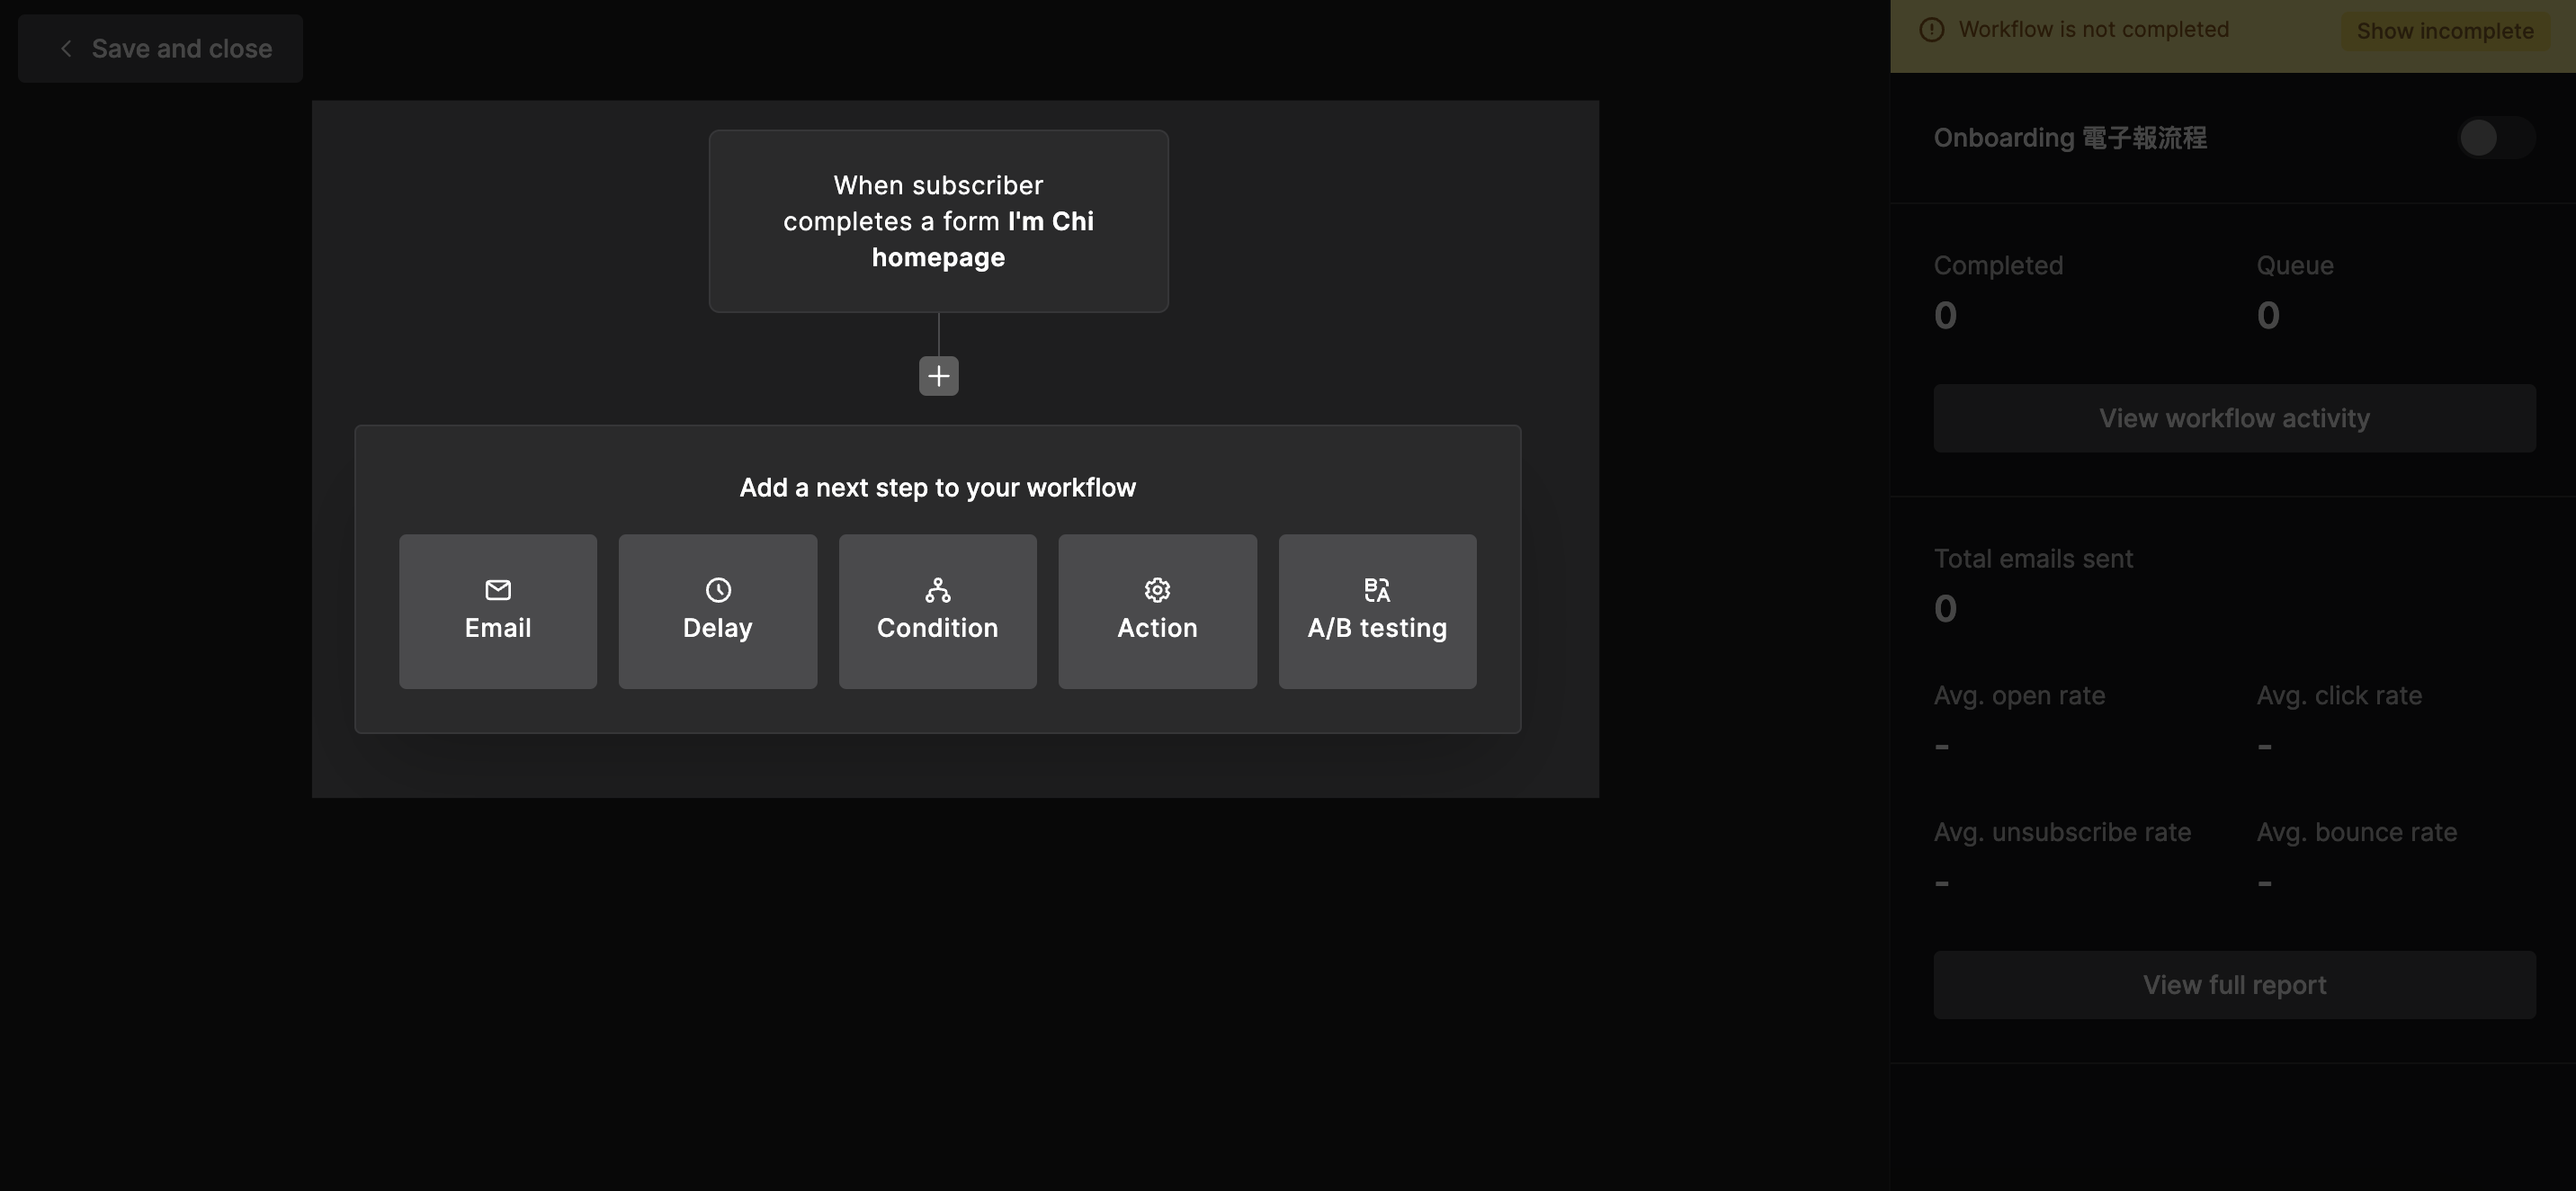 Save and close
Workflow is not completed
Show incomplete
When subscriber
completes a form I'm Chi
homepage
Add a next step to your workflow
Email
Delay
Condition
Action
A/B testing
Onboarding 電子報流程
Completed
Queue
0
0
View workflow activity
Total emails sent
0
Avg. open rate
Avg. click rate
-
-
Avg. unsubscribe rate
Avg. bounce rate
-
-
View full report